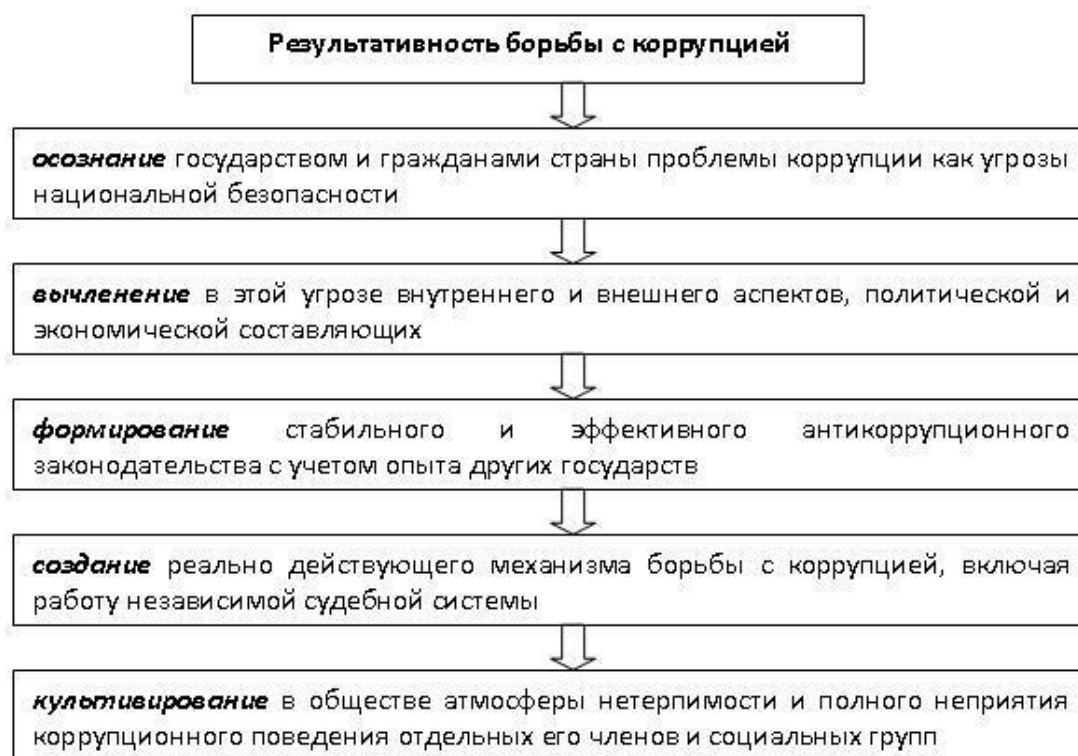 Результативность борьбы с коррупцией
осознание государством и гражданами страны проблемы коррупции как угрозы
национальной безопасности
вычленение в этой угрозе внутреннего и внешнего аспектов, политической и
экономической составляющих
формирование стабильного и эффективного антикоррупционного
законодательства с учетом опыта других государств
создание реально действующего механизма борьбы с коррупцией, включая
работу независимой судебной системы
культивирование в обществе атмосферы нетерпимости и полного неприятия
коррупционного поведения отдельных его членов и социальных групп